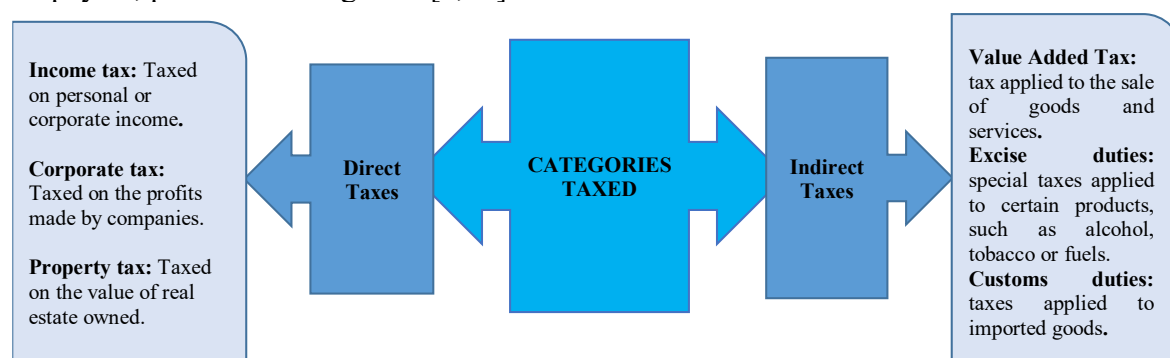 Income tax: Taxed
on personal or
corporate income.
Corporate tax:
Taxed on the profits
made by companies.
Property tax: Taxed
on the value of real
estate owned.
Direct
Taxes
CATEGORIES
TAXED
Indirect
Taxes
Value Added Tax:
tax applied to the sale
of goods and
services.
Excise duties:
special taxes applied
to certain products,
such as alcohol,
tobacco or fuels.
Customs duties:
taxes applied to
imported goods.